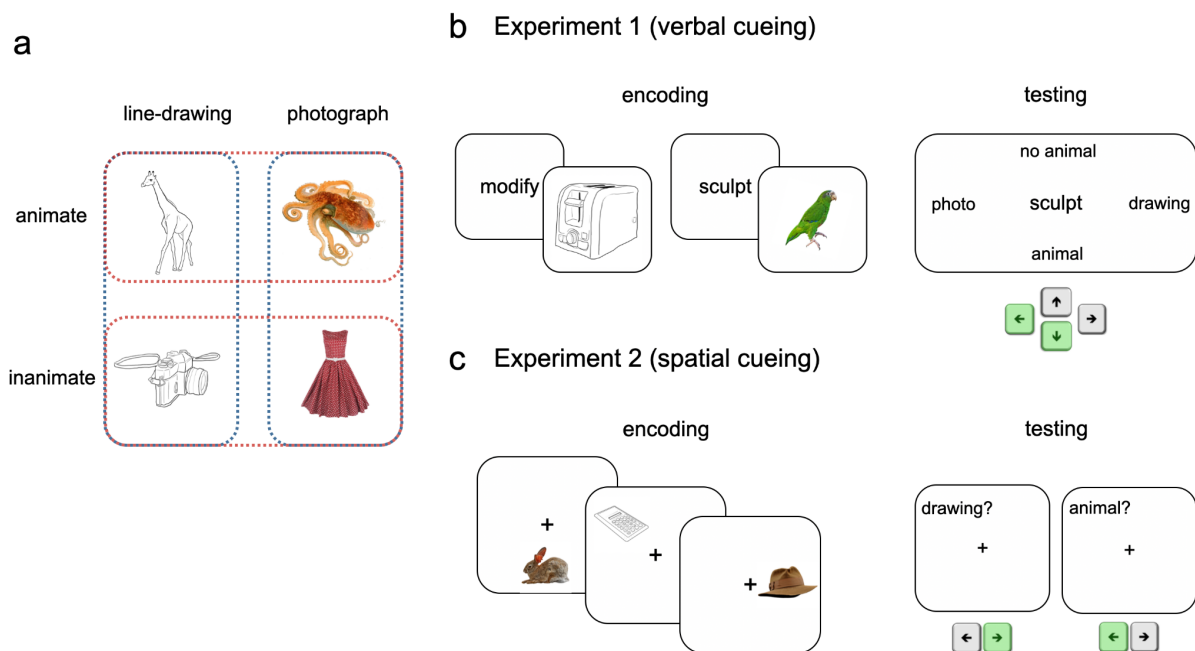 a
line-drawing photograph
animate
inanimate
b Experiment 1 (verbal cueing)
encoding testing
modify
sculpt
no animal
photo sculpt drawing
animal
c Experiment 2 (spatial cueing)
encoding testing
drawing?
animal?